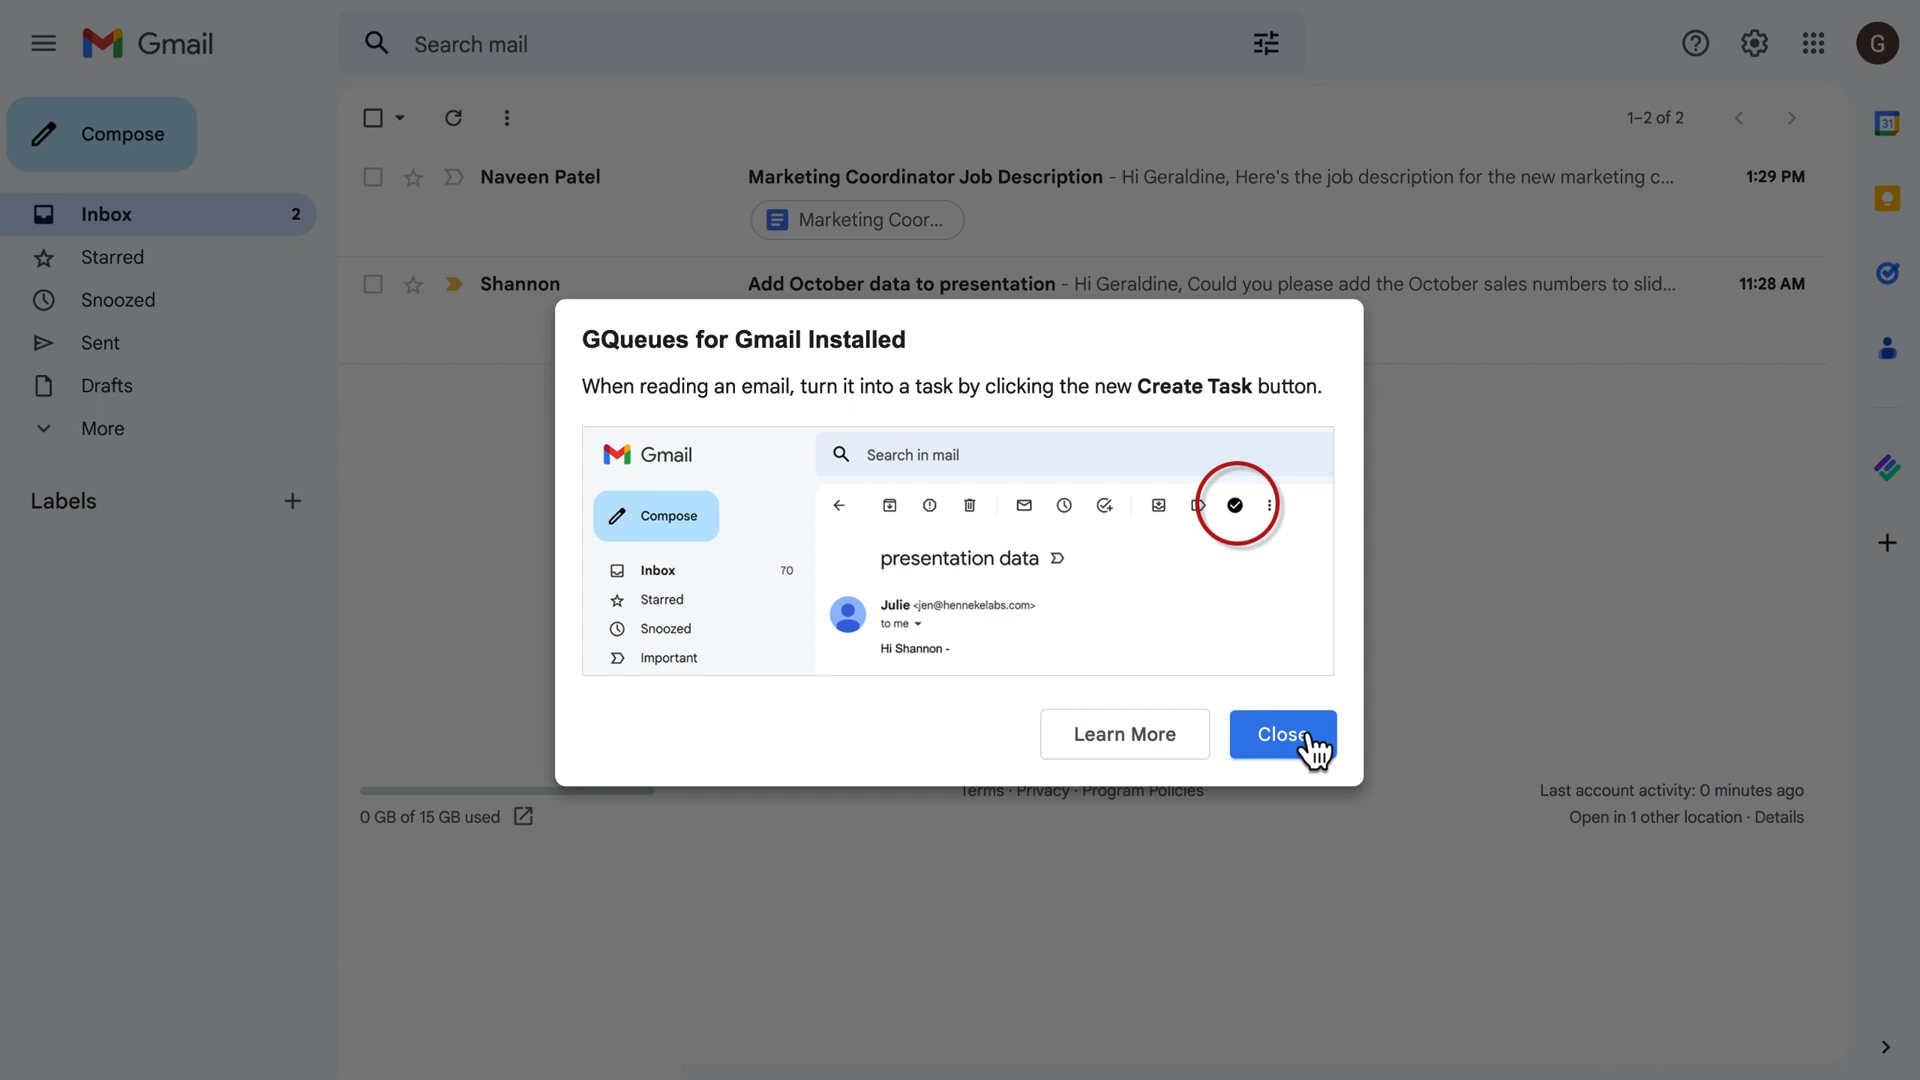 Gmail
Search mail
G
Compose
1–2 of 2
31
Naveen Patel Marketing Coordinator Job Description - Hi Geraldine, Here's the job description for the new marketing c... 1:29 PM
Marketing Coor...
Inbox 2
Starred
Snoozed
Sent
Drafts
More
Labels
Shannon Add October data to presentation - Hi Geraldine, Could you please add the October sales numbers to slid... 11:28 AM
GQueues for Gmail Installed
When reading an email, turn it into a task by clicking the new Create Task button.
Gmail
Search in mail
Compose
Inbox 70
Starred
Snoozed
Important
presentation data
Julie <jen@hennekelabs.com>
to me
Hi Shannon -
Learn More
Close
Terms · Privacy · Program Policies
0 GB of 15 GB used
Last account activity: 0 minutes ago
Open in 1 other location · Details